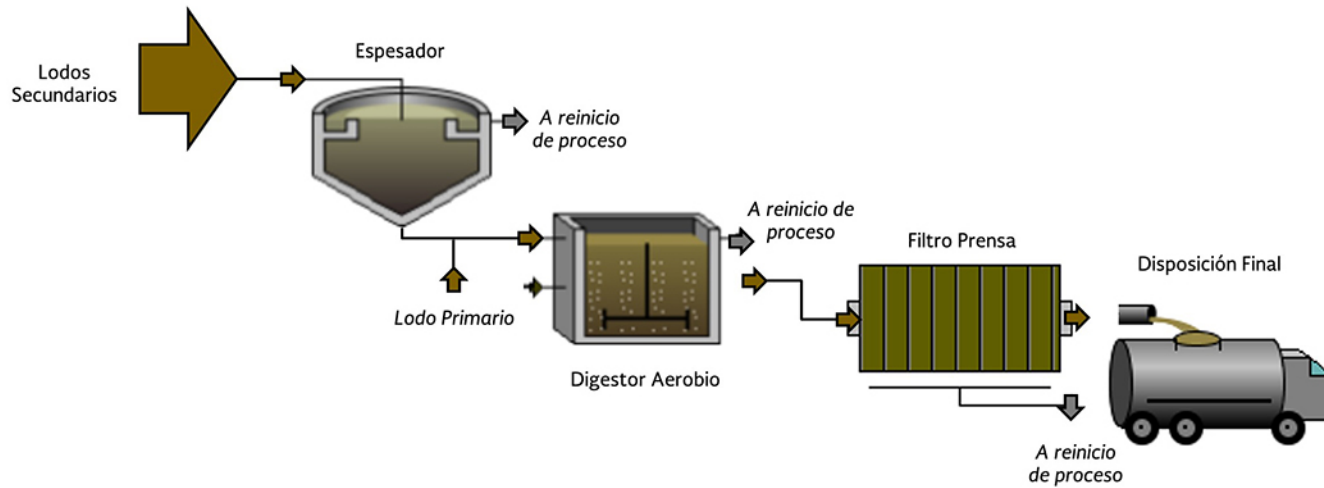 Lodos
Secundarios
Espesador
A reinicio
de proceso
Lodo Primario
Digestor Aerobio
A reinicio de
proceso
Filtro Prensa
A reinicio
de proceso
Disposición Final